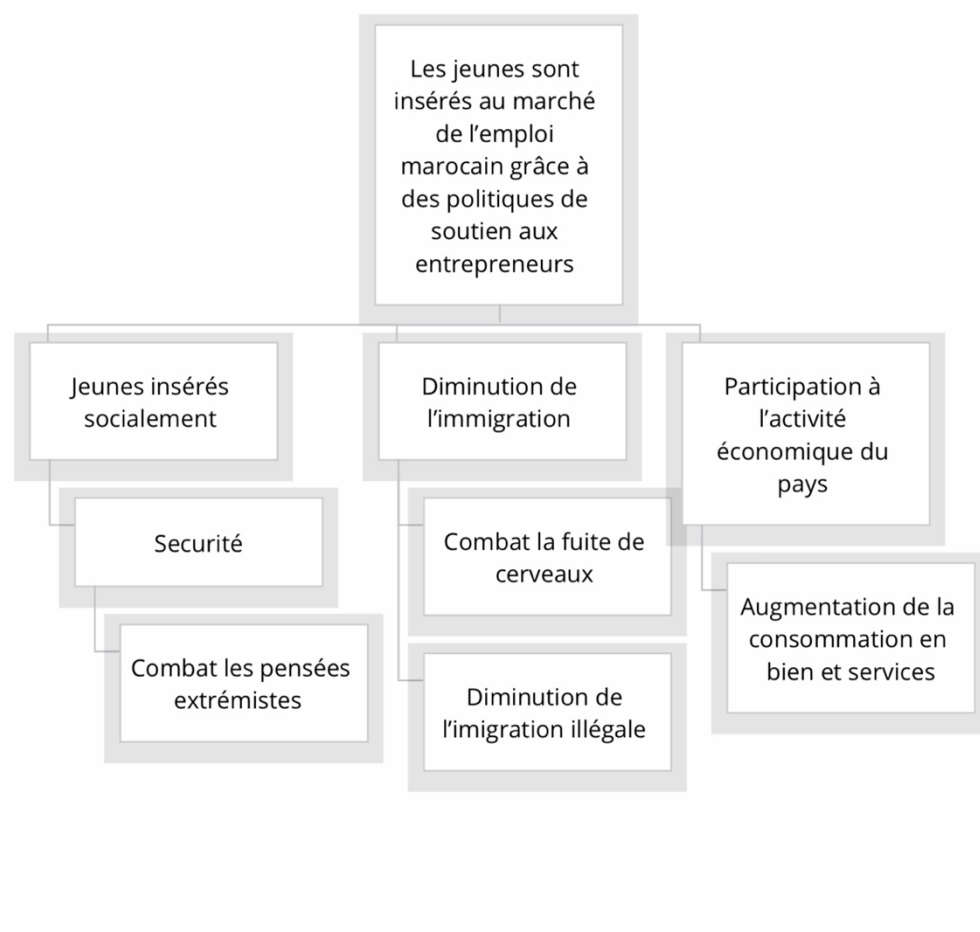 Les jeunes sont
insérés au marché
de l’emploi
marocain grâce à
des politiques de
soutien aux
entrepreneurs
Jeunes insérés
socialement
Securité
Combat les pensées
extrémistes
Diminution de
l’immigration
Combat la fuite de
cerveaux
Diminution de
l’imigration illégale
Participation à
l’activité
économique du
pays
Augmentation de la
consommation en
bien et services